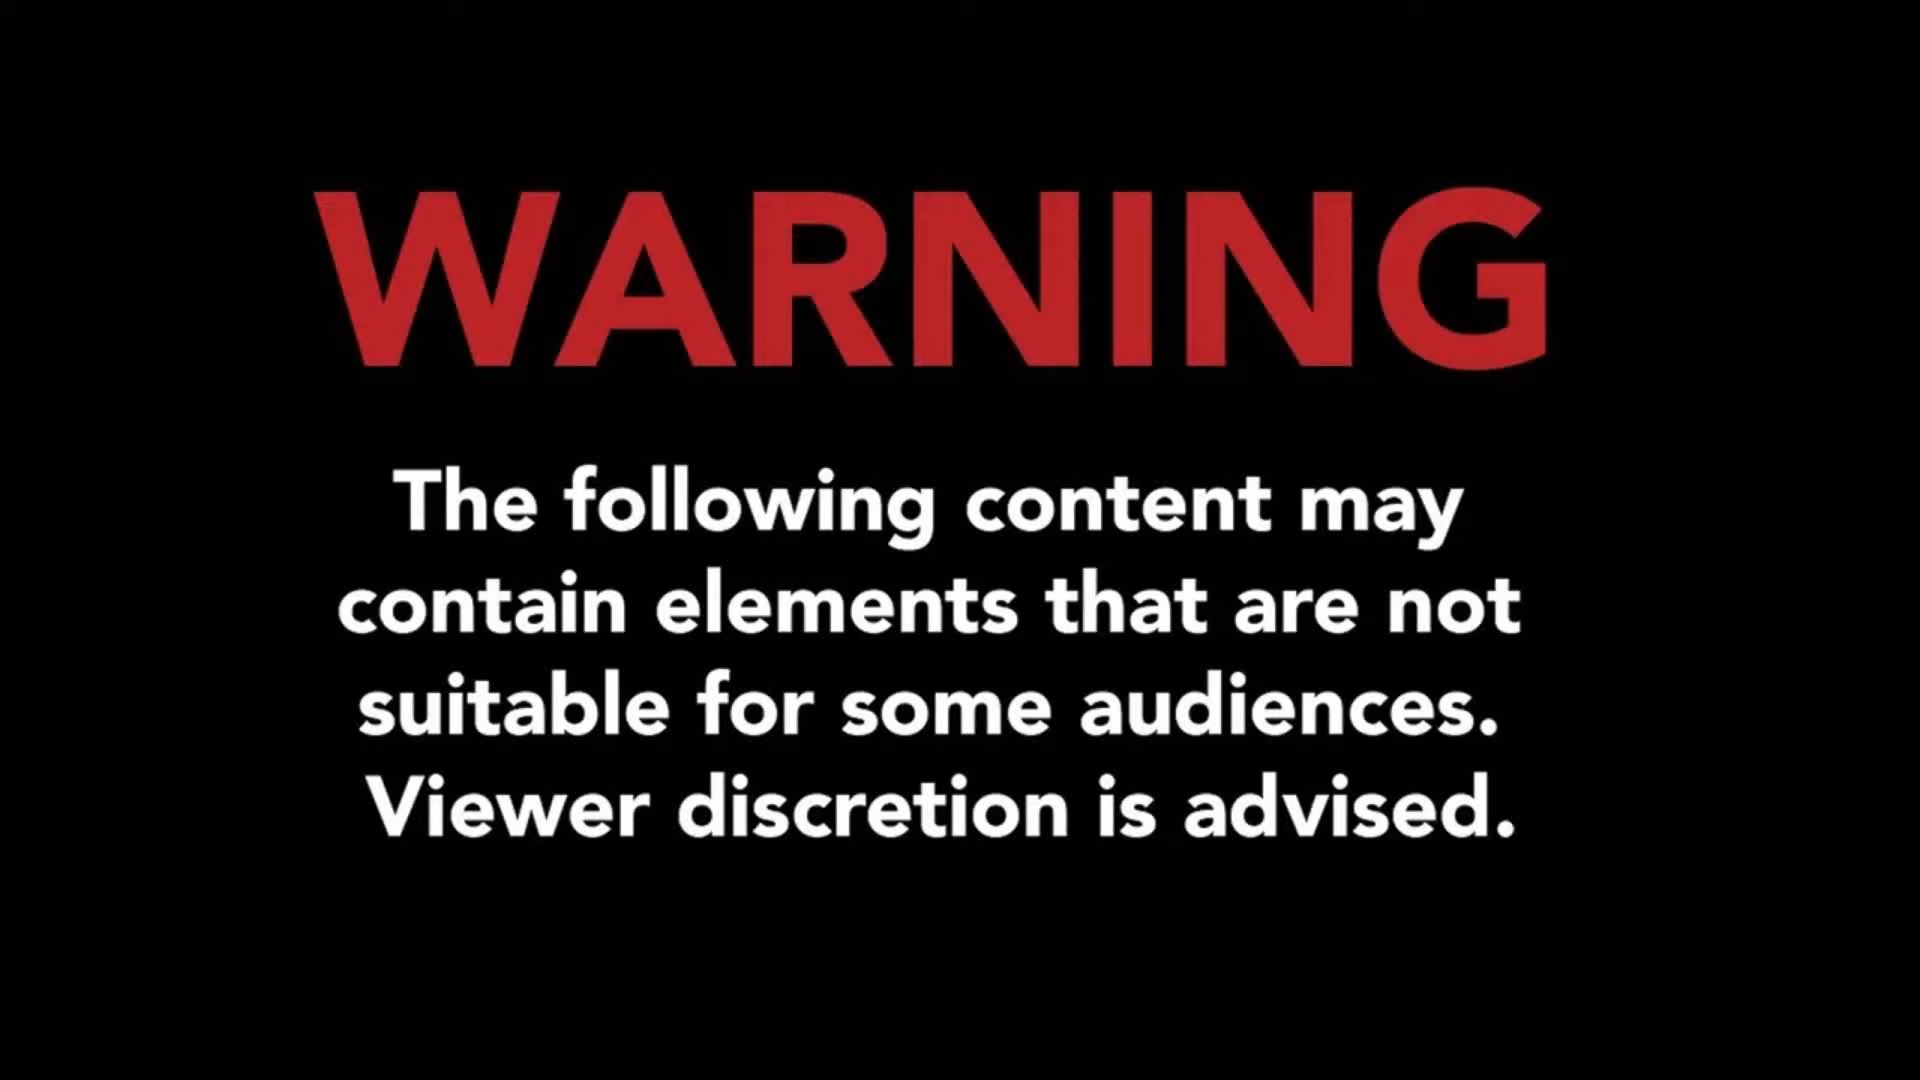 WARNING
The following content may
contain elements that are not
suitable for some audiences.
Viewer discretion is advised.